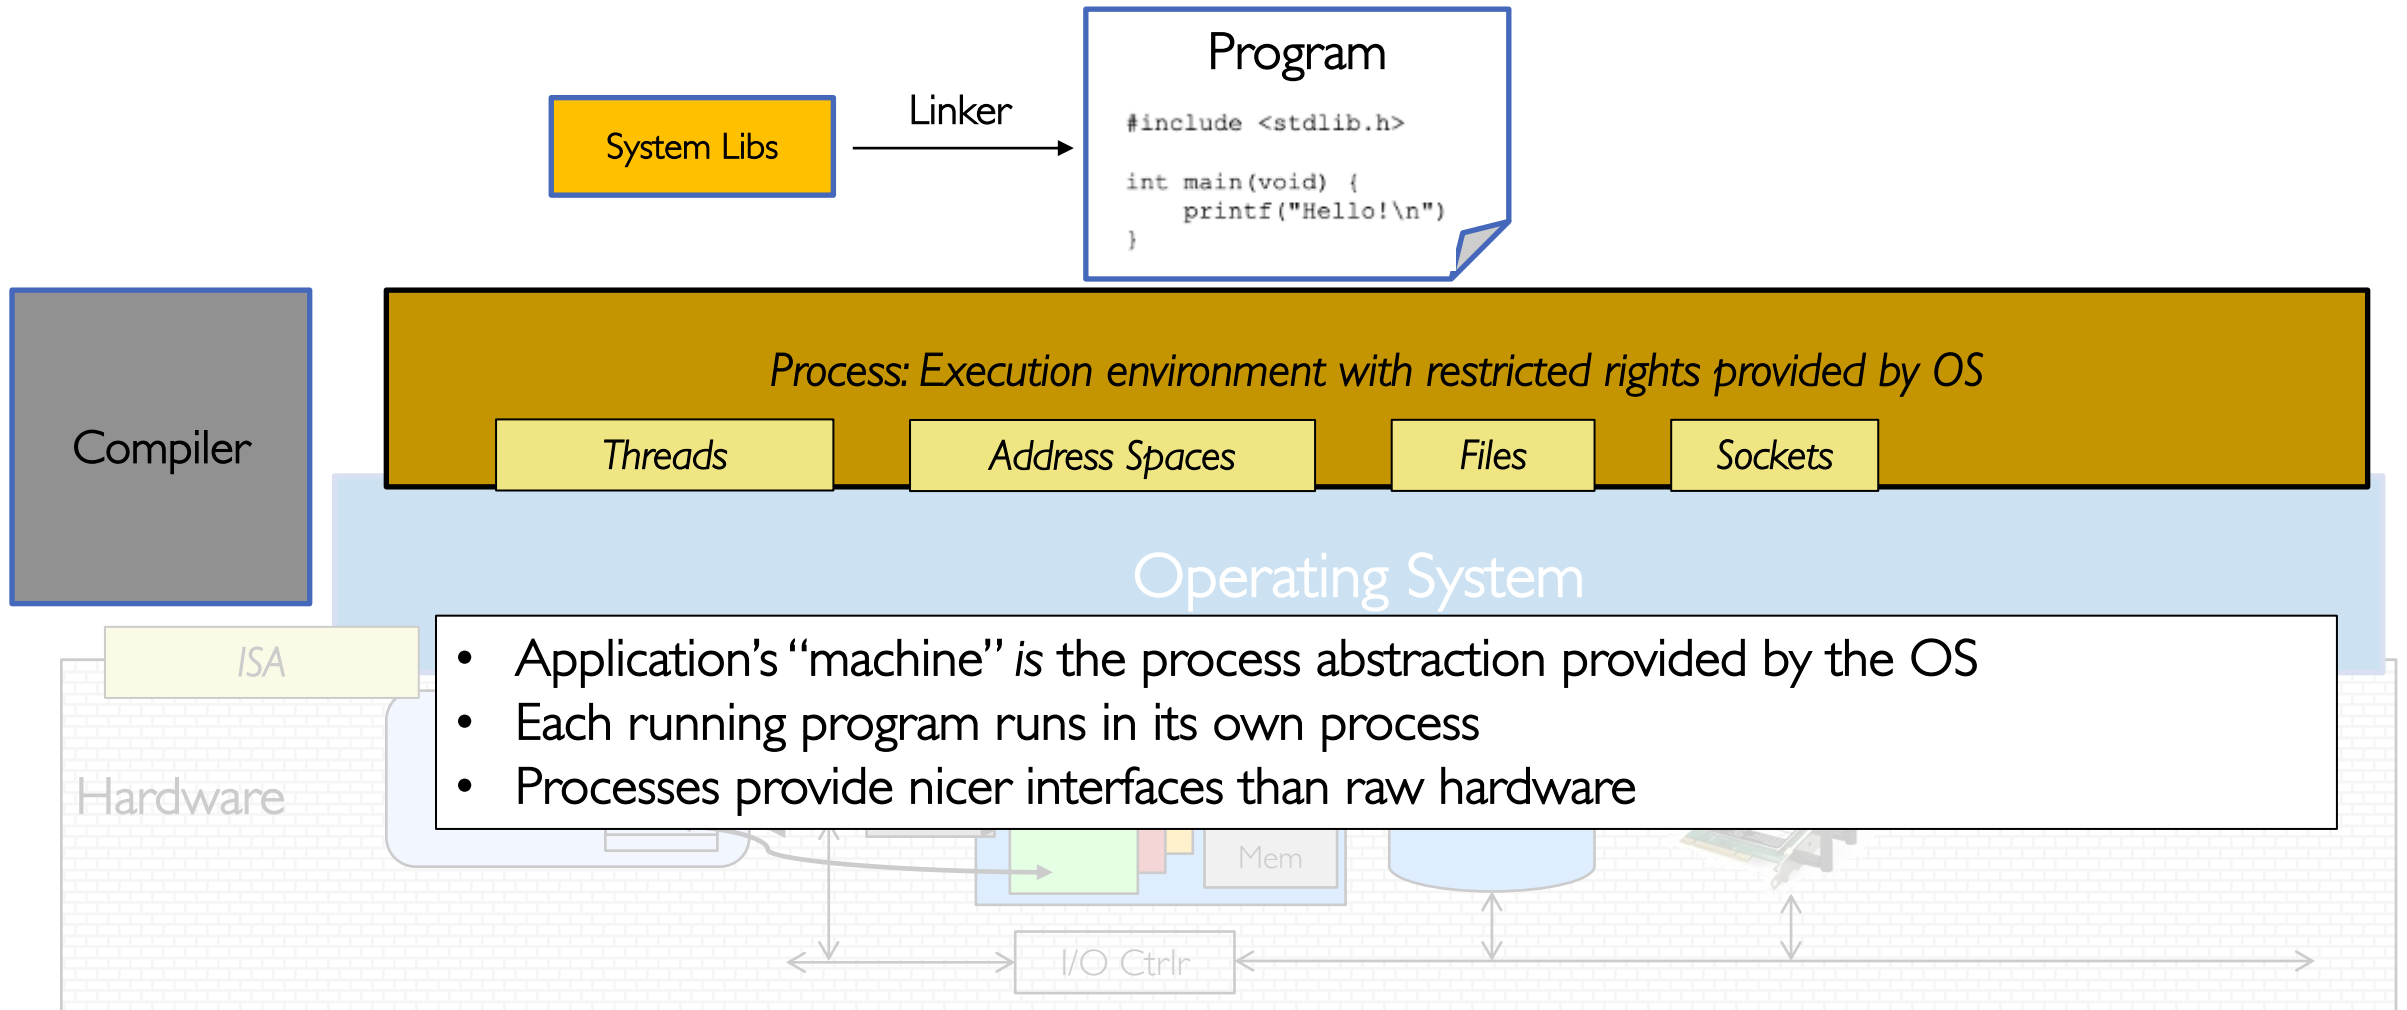 Program
Linker
System Libs
#include <stdlib.h>
int main(void) {
printf("Hello!\n")
}
Process: Execution environment with restricted rights provided by OS
Compiler
Threads
Address Spaces
Files
Sockets
Operating System
ISA
• Application’s “machine” is the process abstraction provided by the OS
• Each running program runs in its own process
• Processes provide nicer interfaces than raw hardware
Hardware
Mem
I/O Ctrlr